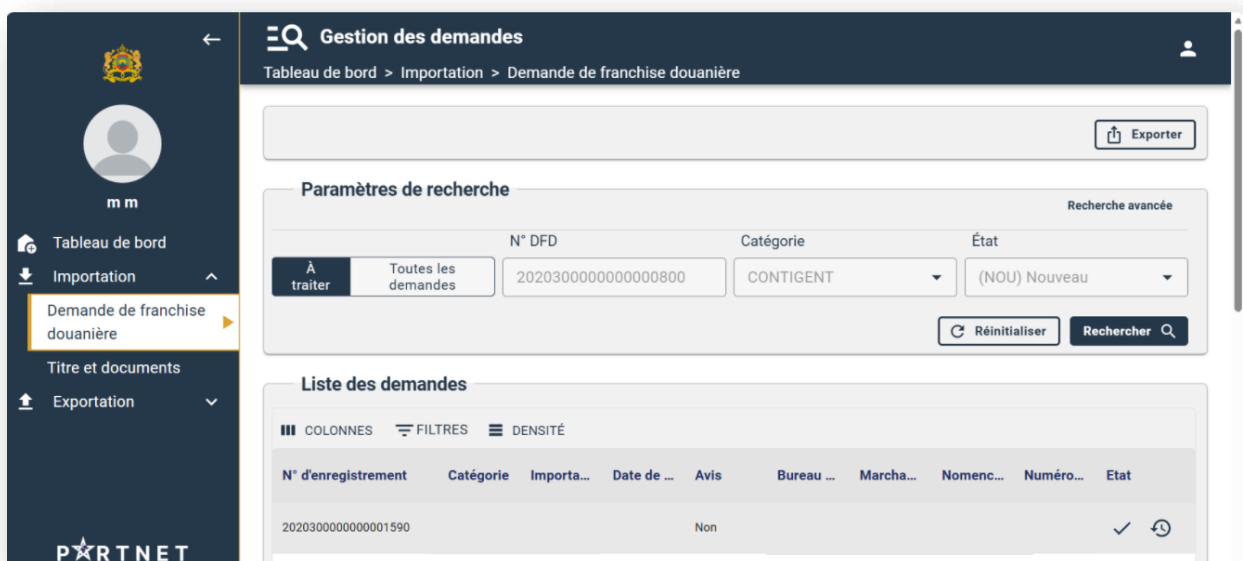 Gestion des demandes
Tableau de bord > Importation > Demande de franchise douanière
m m
Tableau de bord
Importation
Demande de franchise
douanière
Titre et documents
Exportation
PORTNET
Exporter
Paramètres de recherche
Recherche avancée
N° DFD
Catégorie
État
À
traiter
Toutes les
demandes
2020300000000000800
CONTIGENT
(NOU) Nouveau
Réinitialiser
Rechercher
Liste des demandes
COLONNES
FILTRES
DENSITÉ
N° d'enregistrement Catégorie Importa... Date de ... Avis Bureau ... Marcha... Nomenc... Numéro... Etat
2020300000000001590 Non